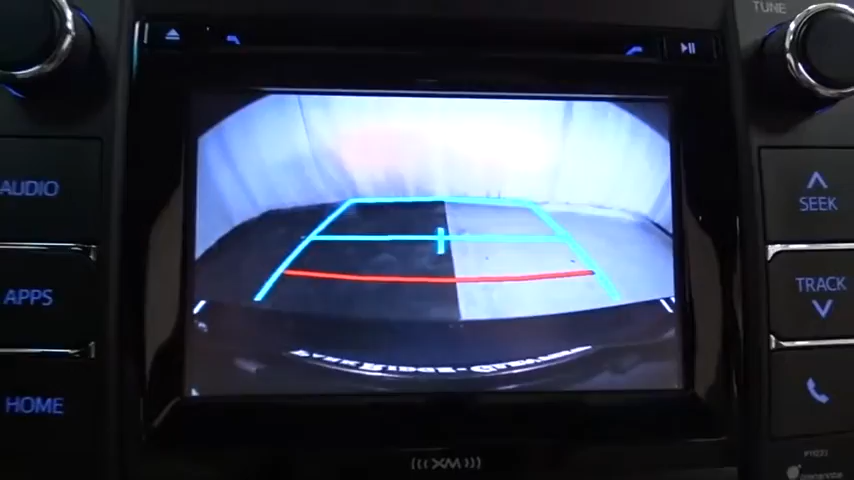 TUNE
AUDIO
SEEK
APPS
TRACK
HOME
XM